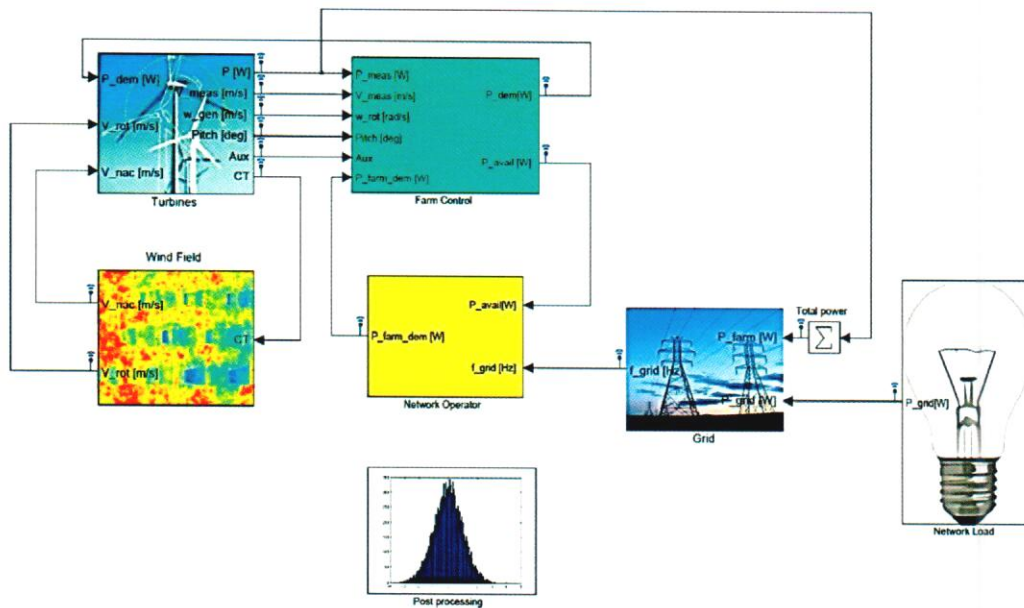 P_dem [W]
V_rot [m/s]
V_nac [m/s]
P [W]
V_meas [m/s]
w_gen [m/s]
Pitch [deg]
Aux
CT
Turbines
P_meas [W]
V_meas [m/s]
w_rot [rad/s]
Pitch [deg]
Aux
P_farm_dem [W]
P_dem[W]
P_avail [W]
Farm Control
Wind Field
V_nac [m/s]
V_rot [m/s]
CT
P_avail[W]
P_farm_dem [W]
f_grid [Hz]
Network Operator
Total power
Σ
P_farm [W]
f_grid [Hz]
P_grid [W]
Grid
P_grid[W]
Network Load
Post processing